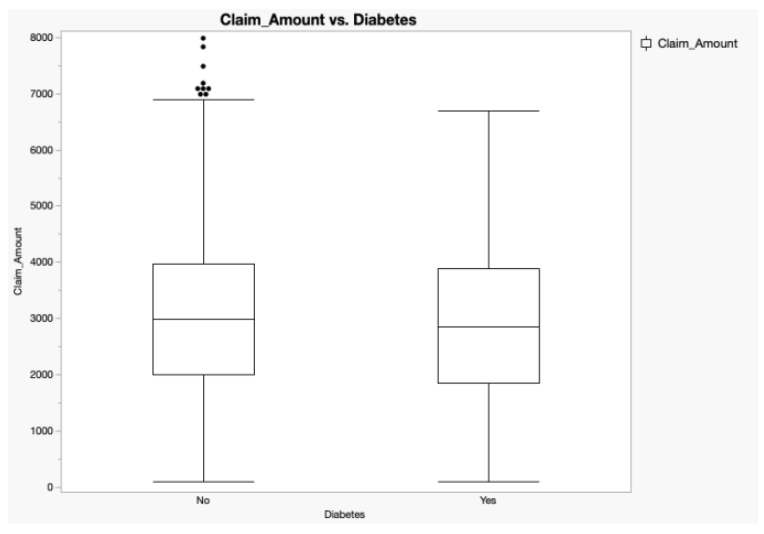 Claim_Amount vs. Diabetes
Claim_Amount
8000
7000
6000
5000
4000
3000
2000
1000
0
Claim_Amount
No
Yes
Diabetes